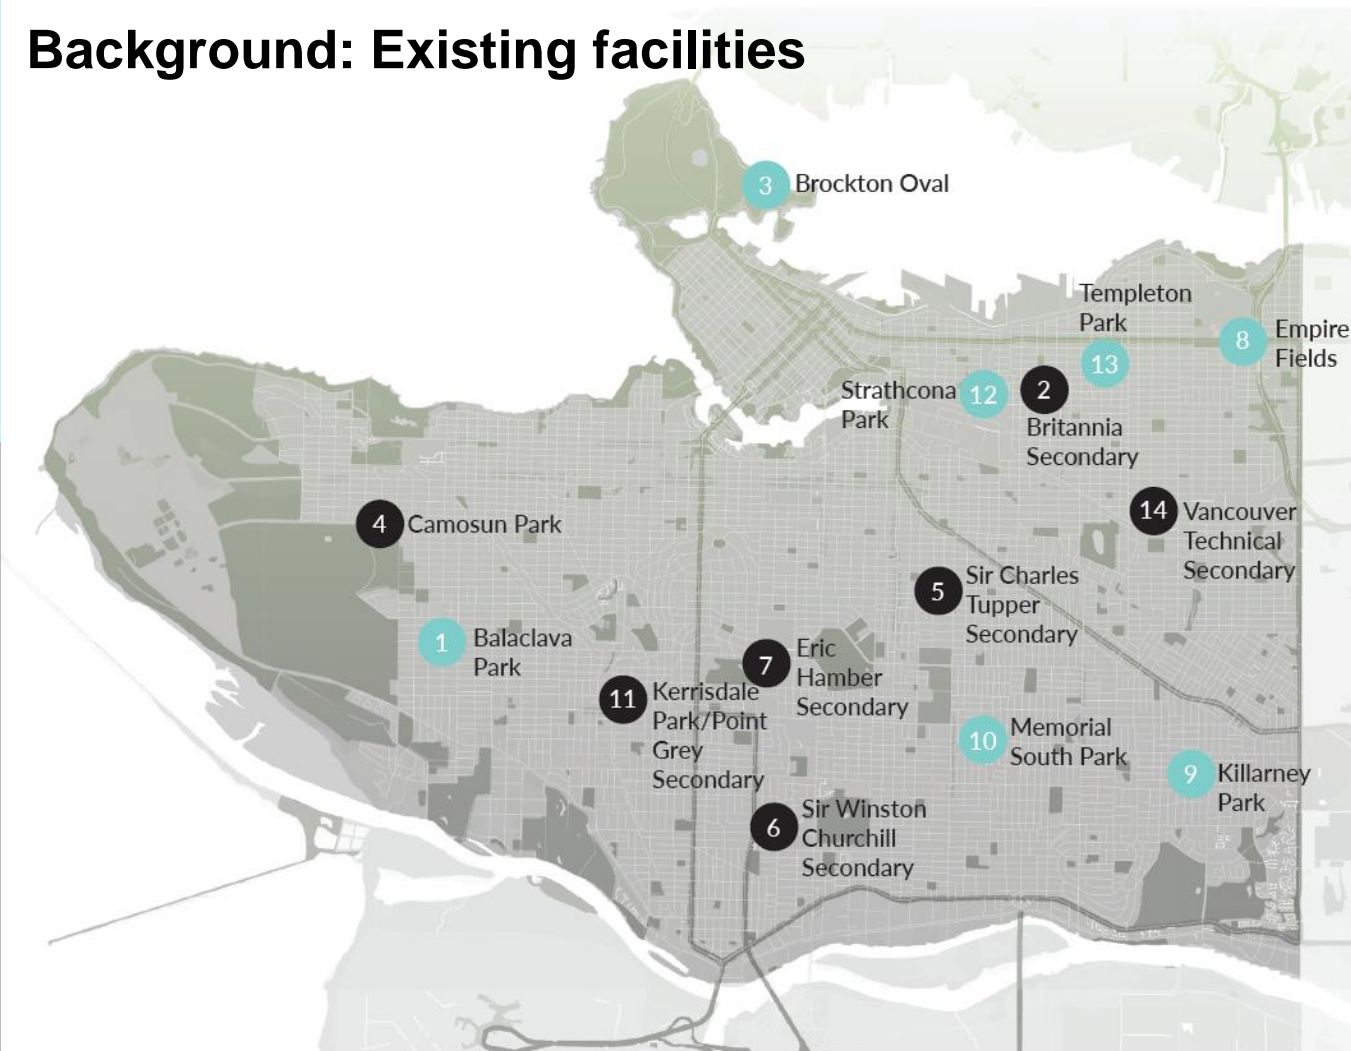 Background: Existing facilities
3 Brockton Oval
Templeton
Park
13
8 Empire
Fields
Strathcona
Park
12
2
Britannia
Secondary
14 Vancouver
Technical
Secondary
4 Camosun Park
5 Sir Charles
Tupper
Secondary
1 Balaclava
Park
7 Eric
Hamber
Secondary
11 Kerrisdale
Park/Point
Grey
Secondary
10 Memorial
South Park
9 Killarney
Park
6 Sir Winston
Churchill
Secondary